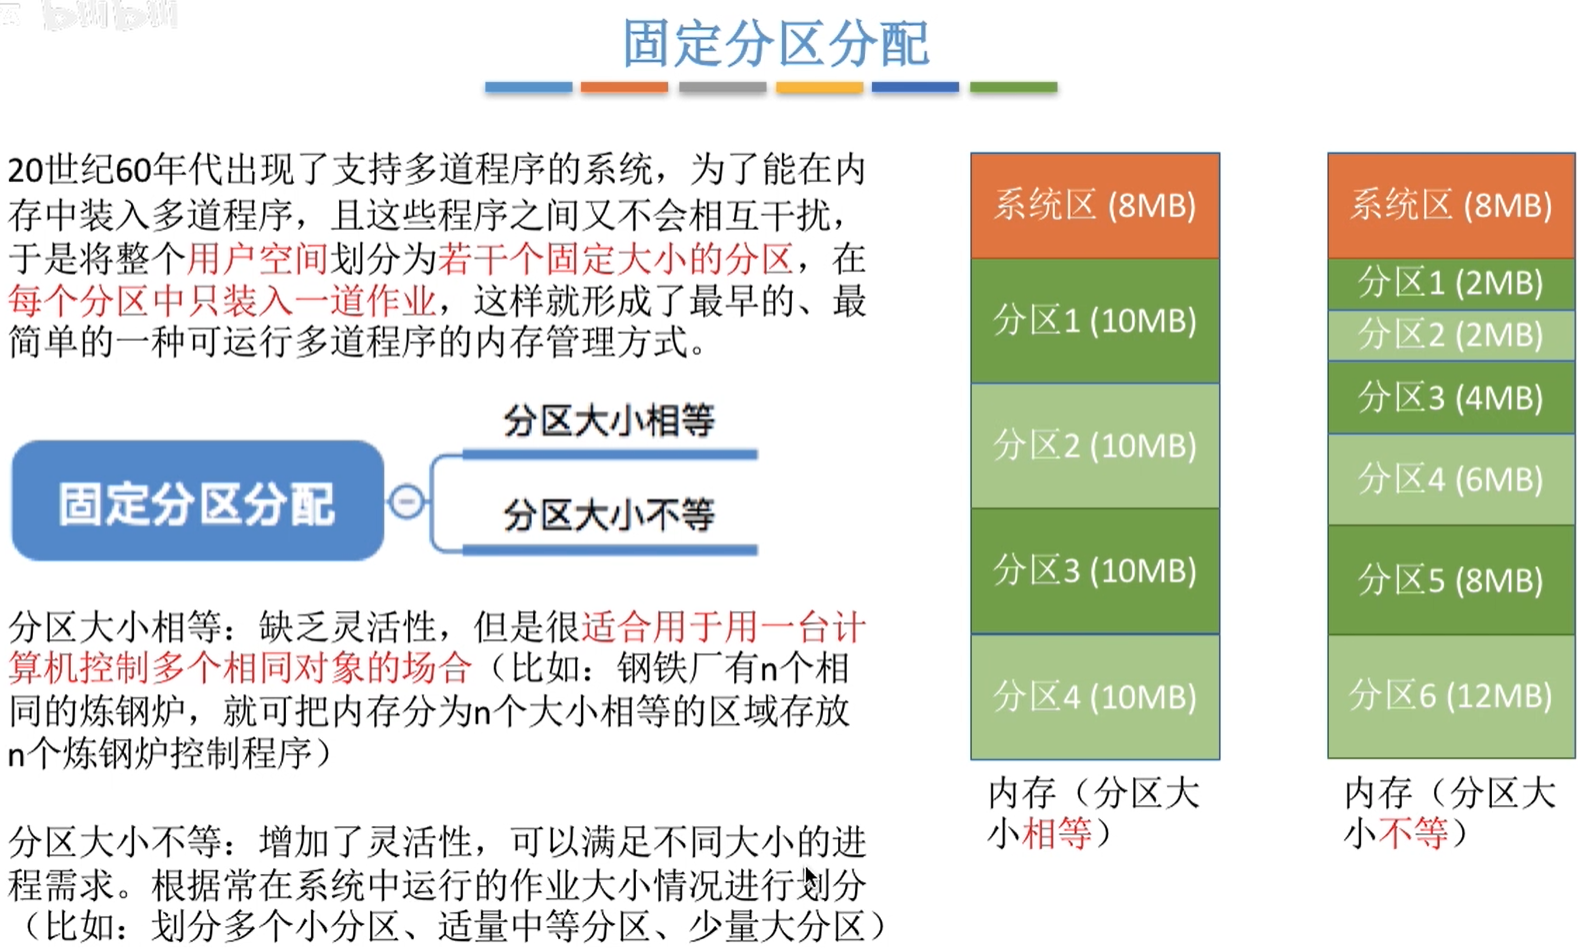 bilibili
固定分区分配
20世纪60年代出现了支持多道程序的系统，为了能在内
存中装入多道程序，且这些程序之间又不会相互干扰，
于是将整个用户空间划分为若干个固定大小的分区，在
每个分区中只装入一道作业，这样就形成了最早的、最
简单的一种可运行多道程序的内存管理方式。
固定分区分配
分区大小相等
分区大小不等
分区大小相等：缺乏灵活性，但是很适合用于用一台计
算机控制多个相同对象的场合（比如：钢铁厂有n个相
同的炼钢炉，就可把内存分为n个大小相等的区域存放
n个炼钢炉控制程序）
分区大小不等：增加了灵活性，可以满足不同大小的进
程需求。根据常在系统中运行的作业大小情况进行划分
（比如：划分多个小分区、适量中等分区、少量大分区）
系统区 (8MB)
分区1 (10MB)
分区2 (10MB)
分区3 (10MB)
分区4 (10MB)
内存（分区大
小相等）
系统区 (8MB)
分区1 (2MB)
分区2 (2MB)
分区3 (4MB)
分区4 (6MB)
分区5 (8MB)
分区6 (12MB)
内存（分区大
小不等）